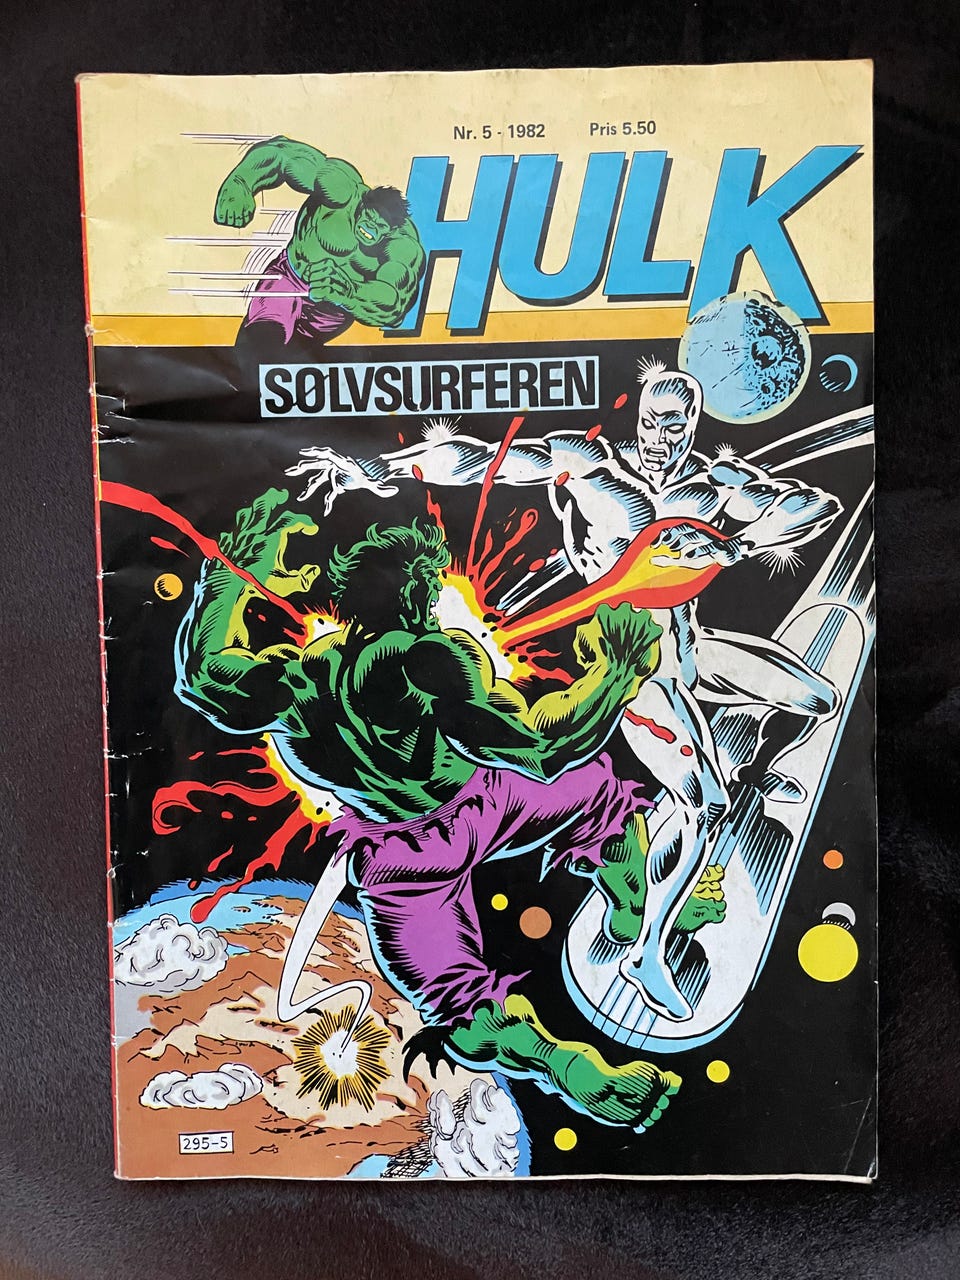 Nr. 5 - 1982 Pris 5.50
HULK
SØLVSURFEREN
295-5